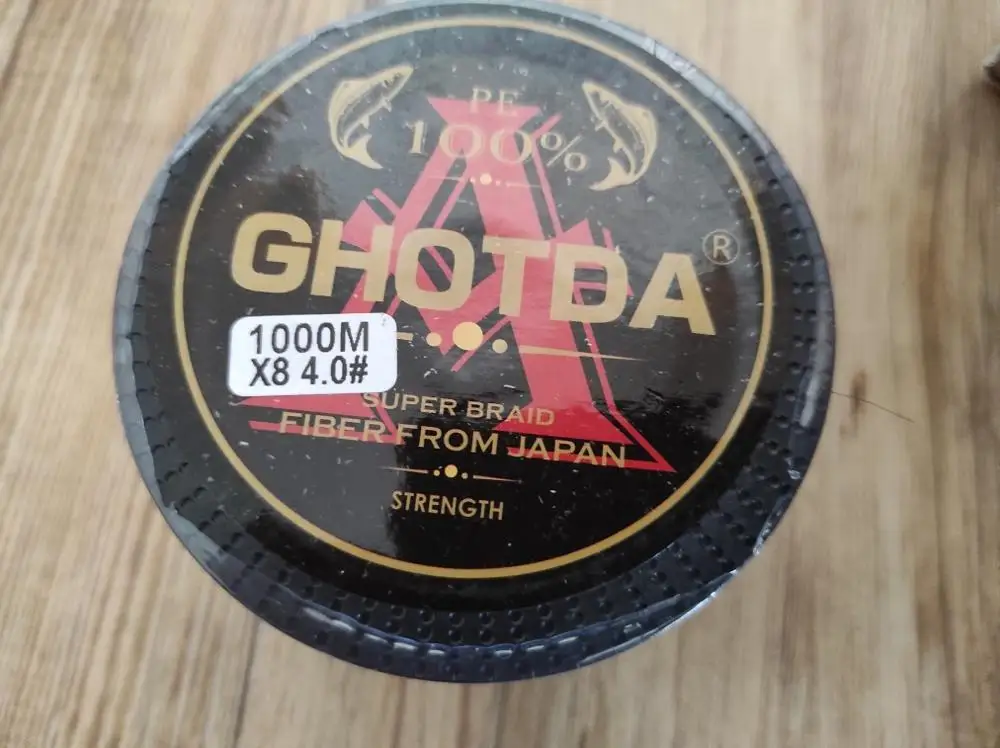 PE
100%
GHOTDA®
1000M
X8 4.0#
SUPER BRAID
FIBER FROM JAPAN
STRENGTH